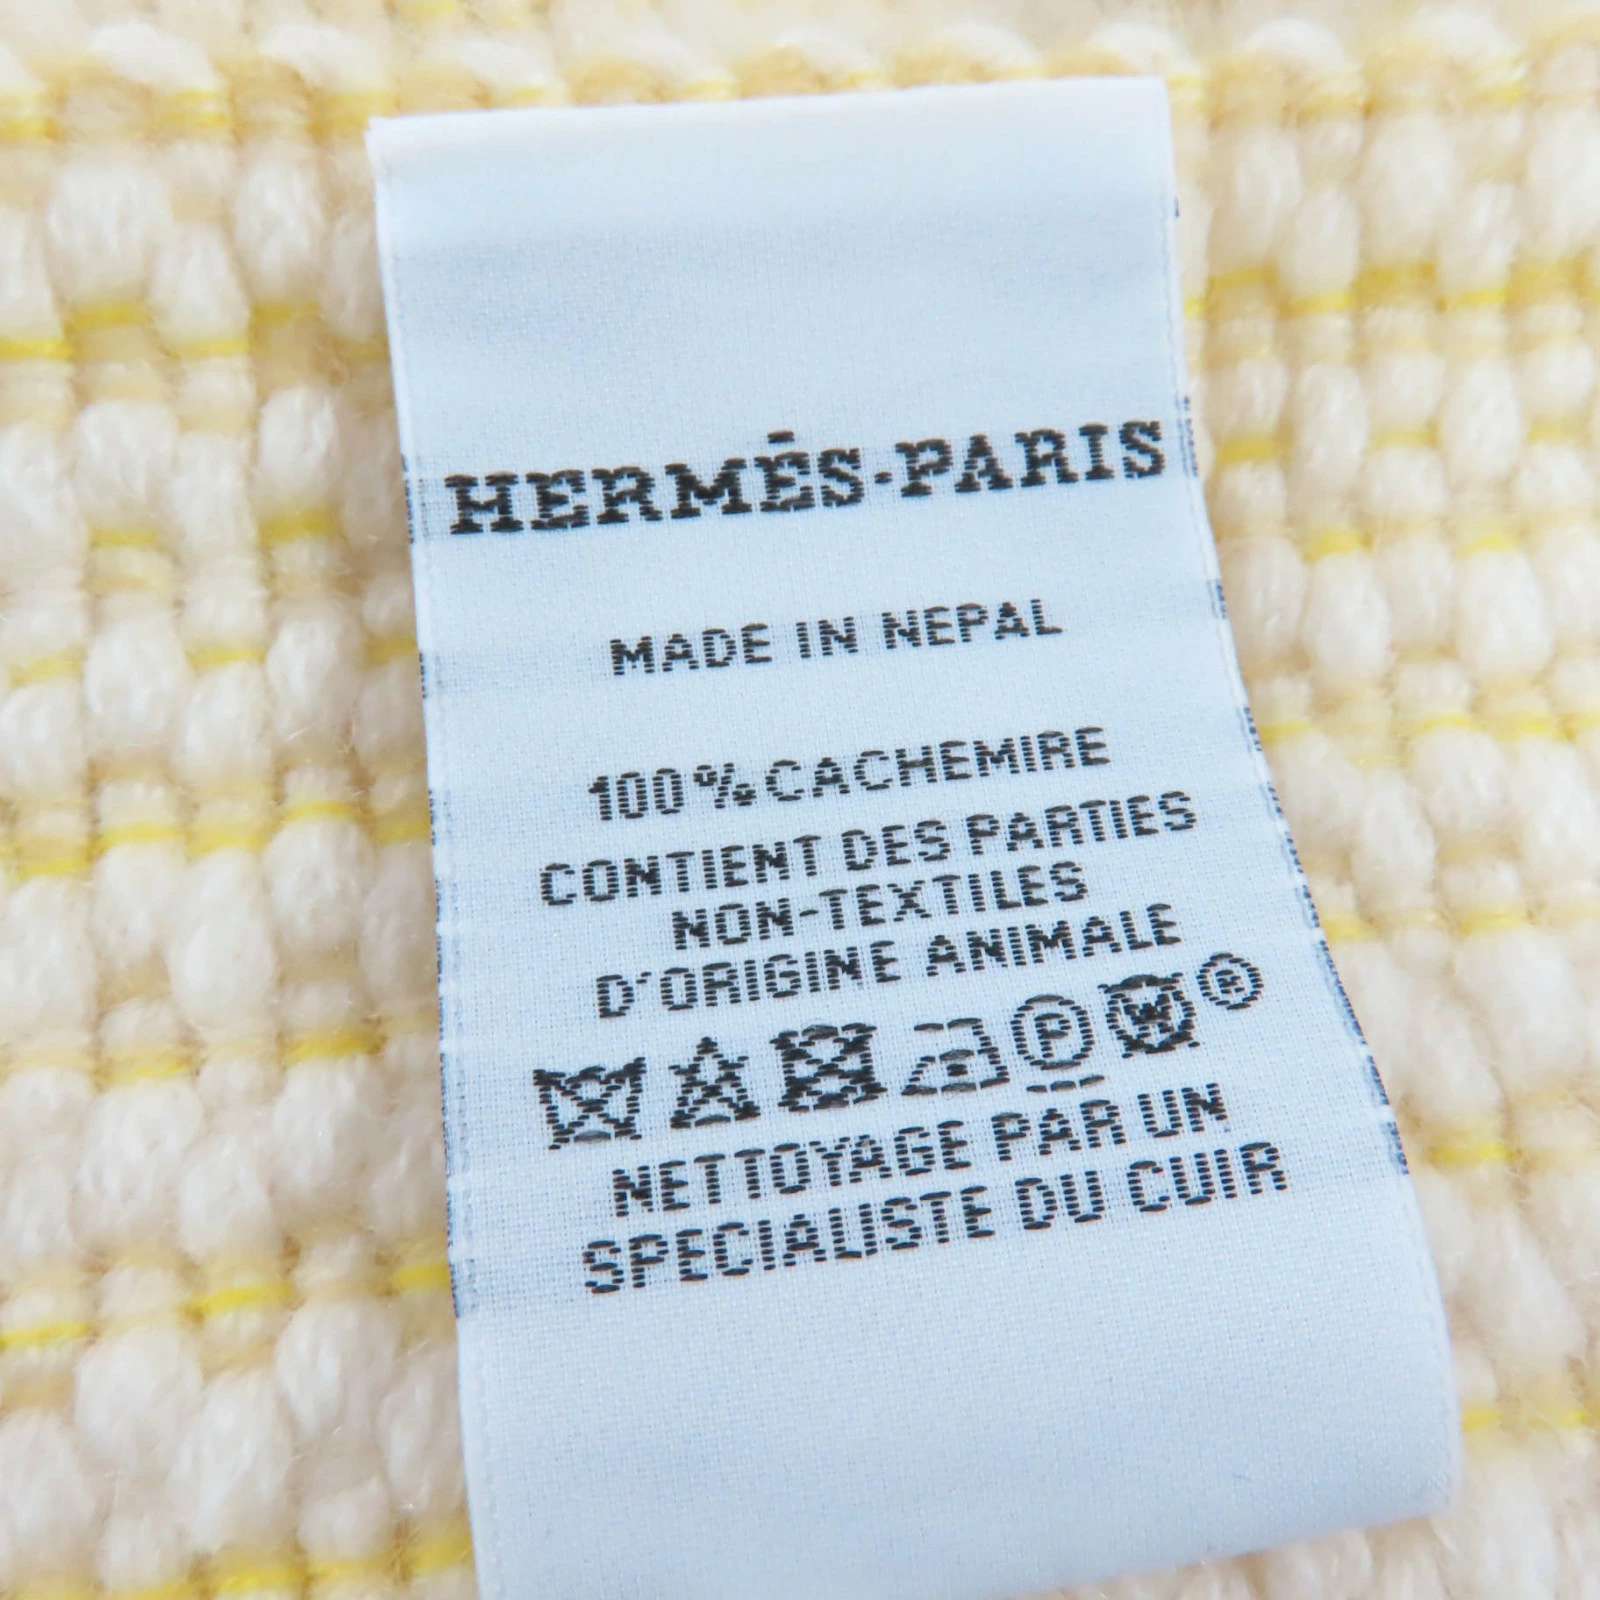 HERMÈS·PARIS
MADE IN NEPAL
100%CACHEMIRE
CONTIENT DES PARTIES
NON-TEXTILES
D'ORIGINE ANIMALE
P W ®
NETTOYAGE PAR UN
SPECIALISTE DU CUIR